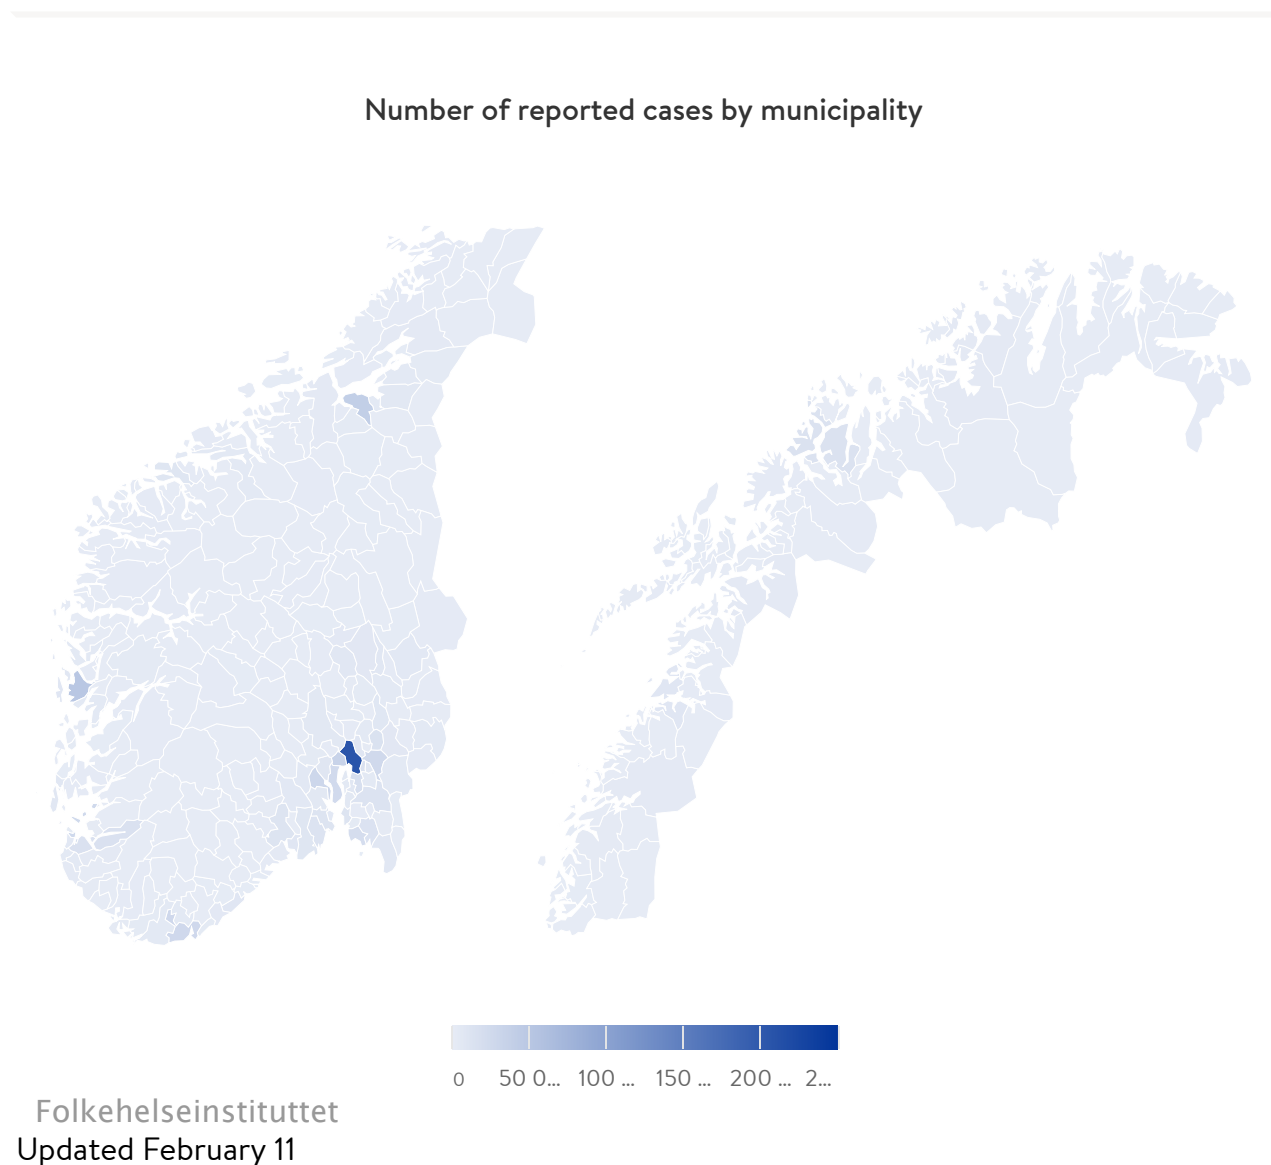 Number of reported cases by municipality
0 50 0... 100 ... 150 ... 200 ... 2...
Folkehelseinstituttet
Updated February 11